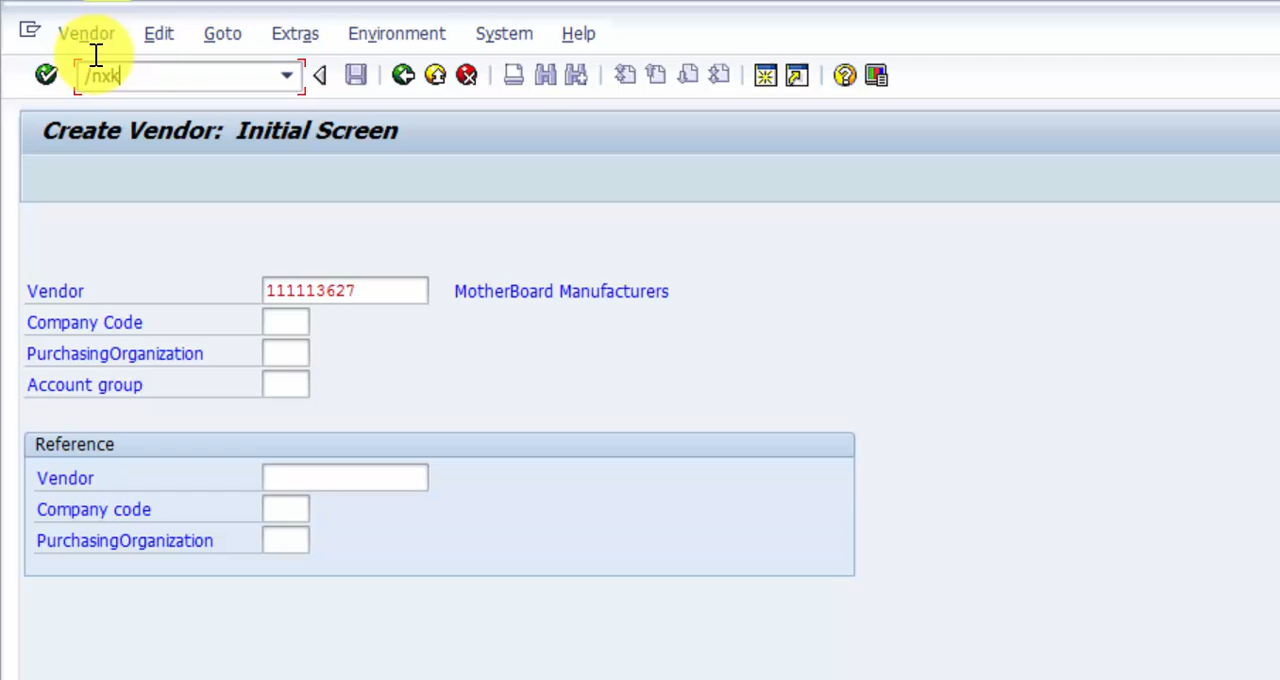 Vendor Edit Goto Extras Environment System Help
/nxk
Create Vendor: Initial Screen
Vendor 111113627 MotherBoard Manufacturers
Company Code
PurchasingOrganization
Account group
Reference
Vendor
Company code
PurchasingOrganization